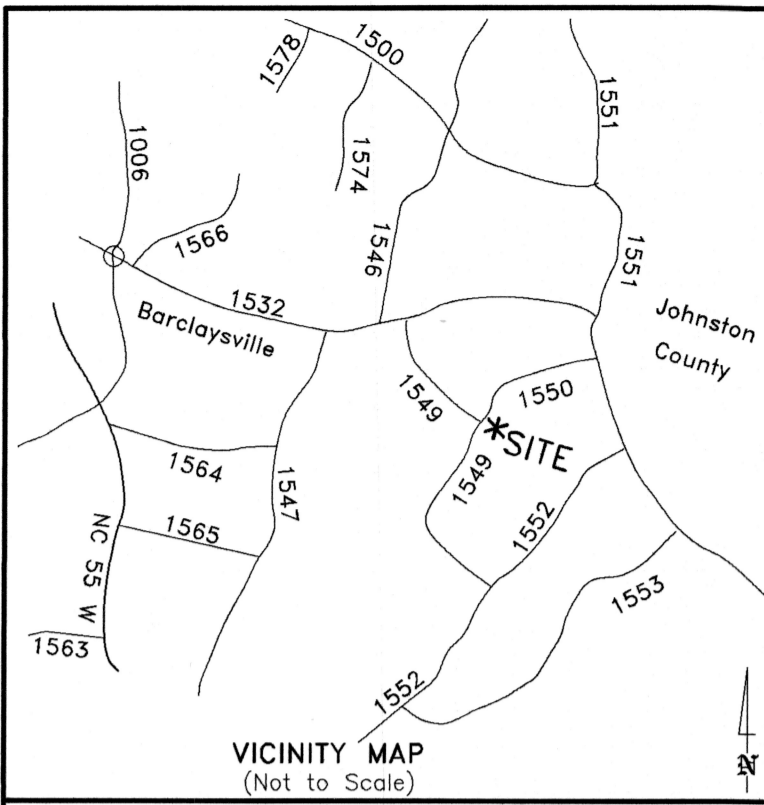 1500
1578
1551
1006
1574
1566
1546
1551
1532
Johnston
County
Barclaysville
1549
1550
*SITE
1564
1549
1547
1552
1565
NC 55 W
1553
1563
1552
VICINITY MAP
(Not to Scale)
N